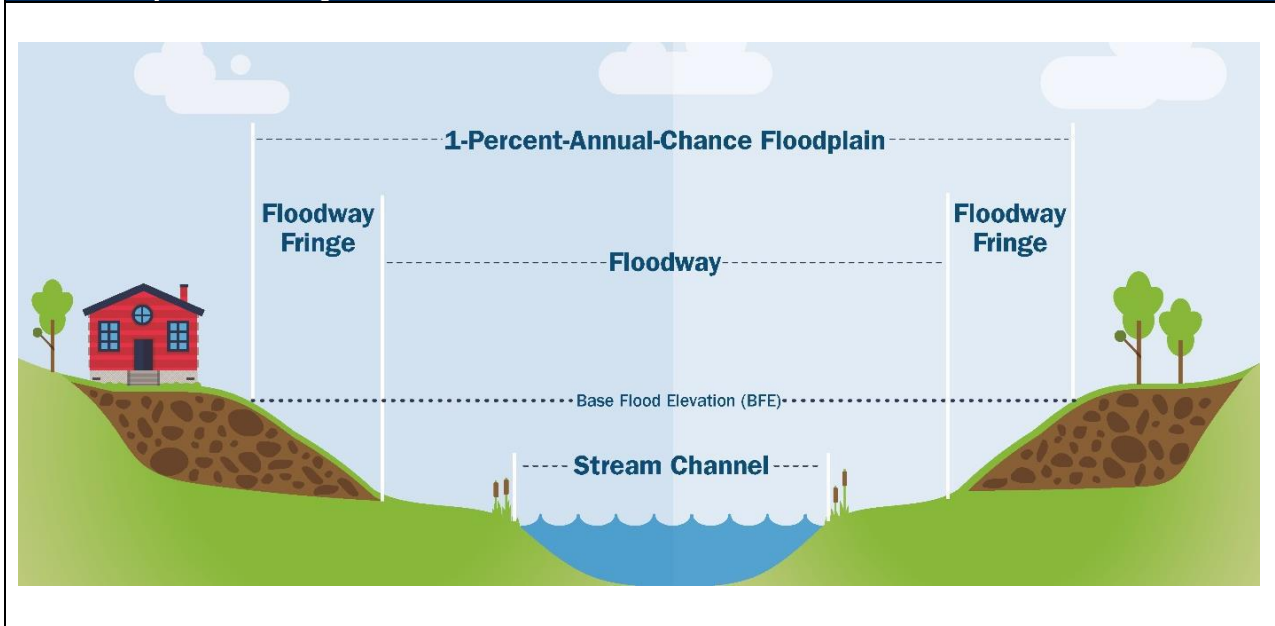 1-Percent-Annual-Chance Floodplain
Floodway
Fringe
Floodway
Fringe
Floodway
Base Flood Elevation (BFE)
Stream Channel